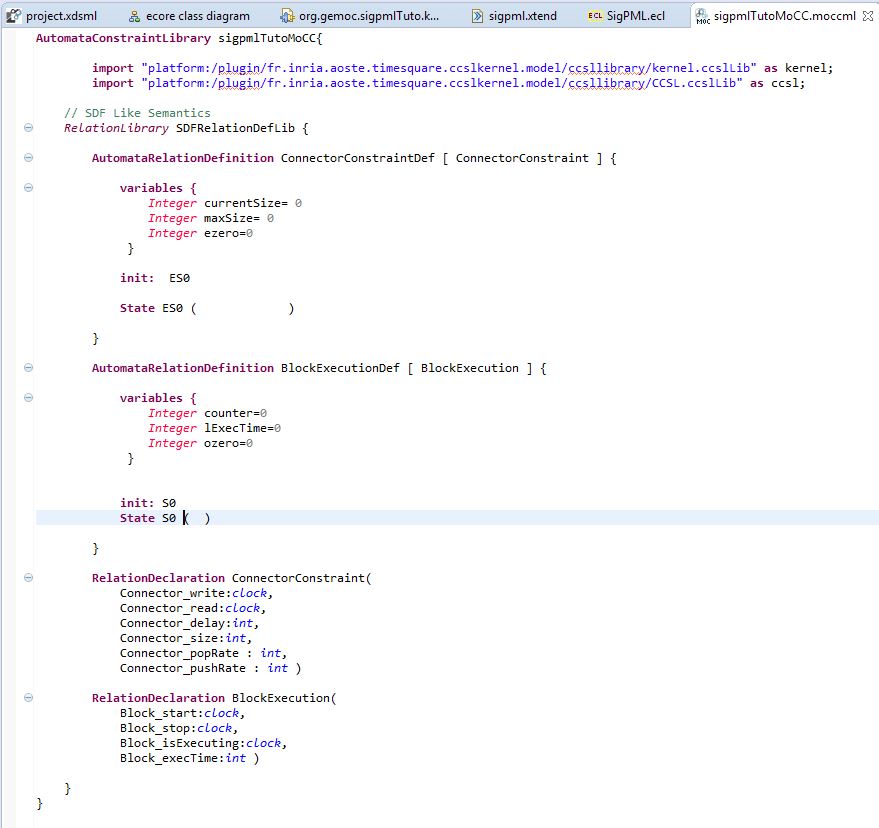 project.xdsml ecore class diagram org.gemoc.sigpmlTuto.k... sigpml.xtend ECL SigPML.ecl MOC sigpmlTutoMoCC.moccml
AutomataConstraintLibrary sigpmlTutoMoCC{
import "platform:/plugin/fr.inria.aoste.timesquare.ccslkernel.model/ccsllibrary/kernel.ccslLib" as kernel;
import "platform:/plugin/fr.inria.aoste.timesquare.ccslkernel.model/ccsllibrary/CCSL.ccslLib" as ccsl;
// SDF Like Semantics
RelationLibrary SDFRelationDefLib {
AutomataRelationDefinition ConnectorConstraintDef [ ConnectorConstraint ] {
variables {
Integer currentSize= 0
Integer maxSize= 0
Integer ezero=0
}
init: ES0
State ES0 ( )
}
AutomataRelationDefinition BlockExecutionDef [ BlockExecution ] {
variables {
Integer counter=0
Integer lExecTime=0
Integer ozero=0
}
init: S0
State S0 ( )
}
RelationDeclaration ConnectorConstraint(
Connector_write:clock,
Connector_read:clock,
Connector_delay:int,
Connector_size:int,
Connector_popRate : int,
Connector_pushRate : int )
RelationDeclaration BlockExecution(
Block_start:clock,
Block_stop:clock,
Block_isExecuting:clock,
Block_execTime:int )
}
}